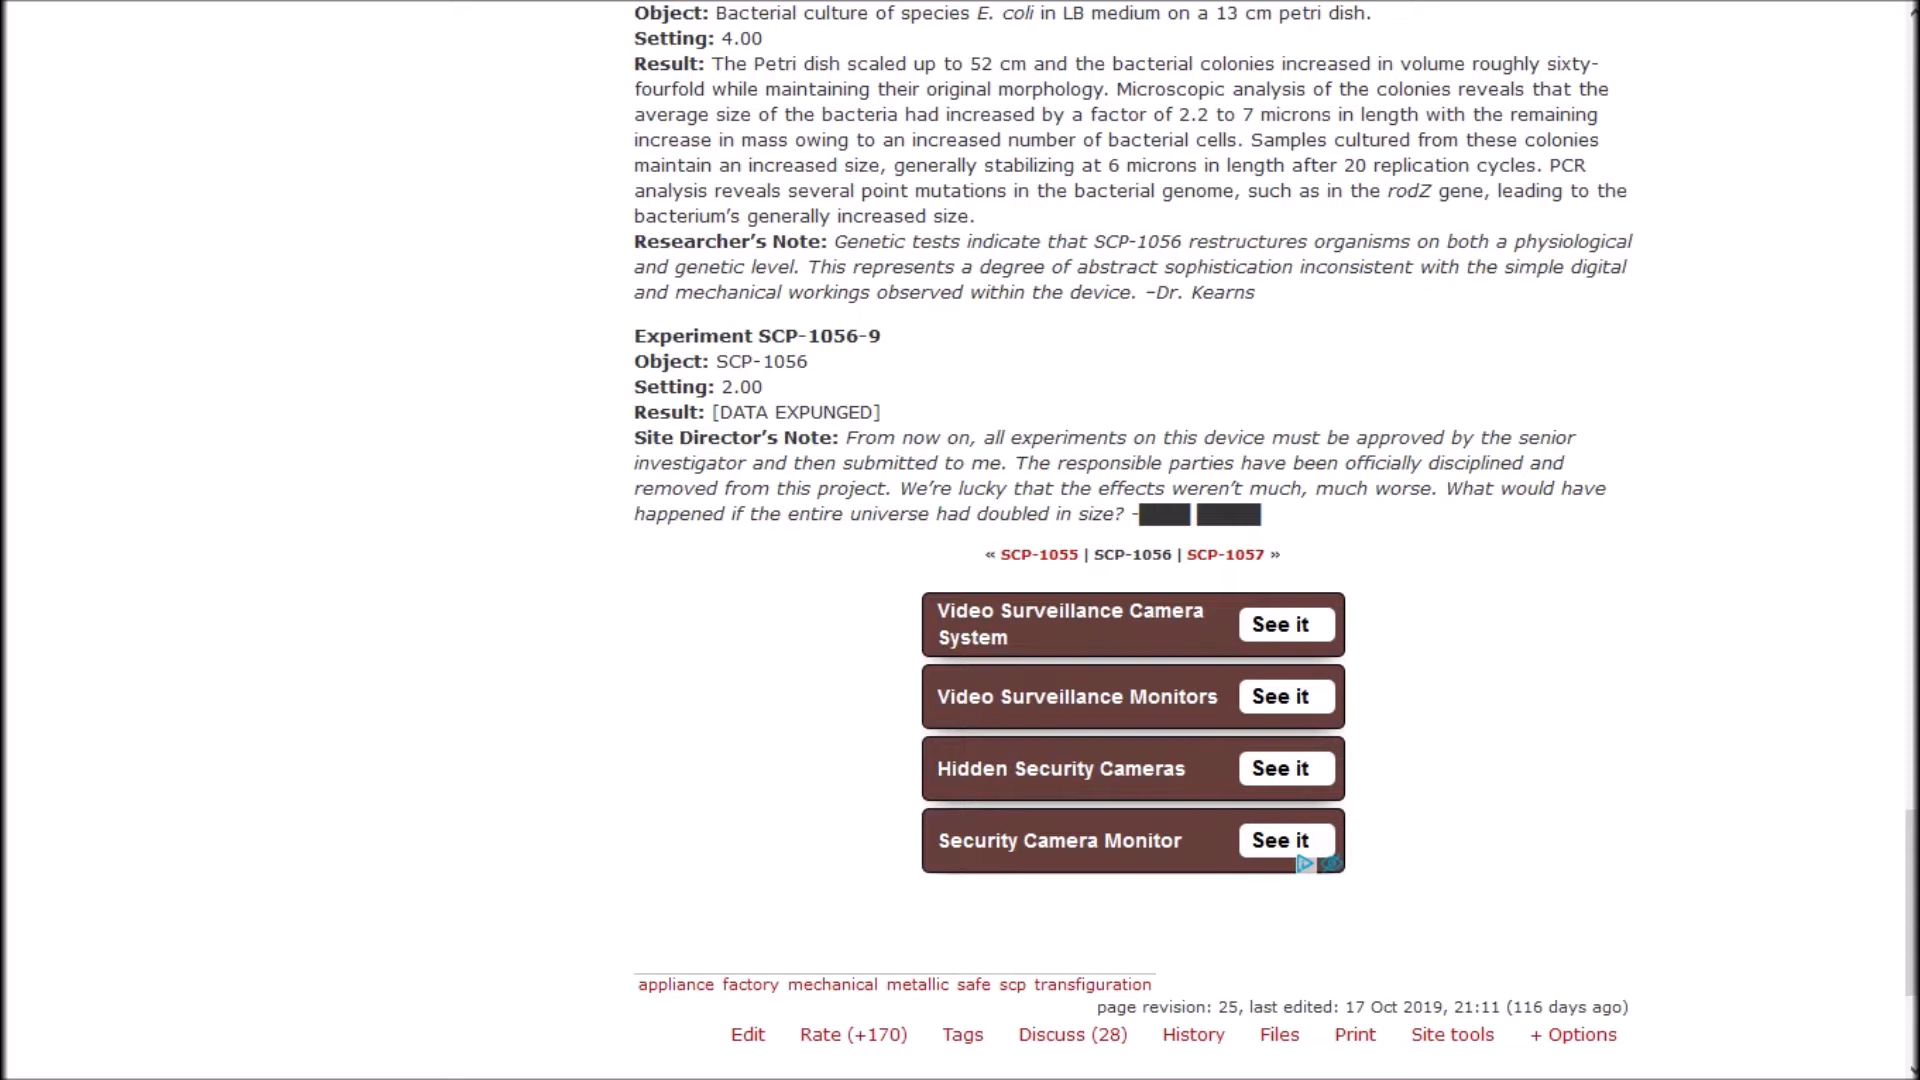 Object: Bacterial culture of species E. coli in LB medium on a 13 cm petri dish.
Setting: 4.00
Result: The Petri dish scaled up to 52 cm and the bacterial colonies increased in volume roughly sixty-
fourfold while maintaining their original morphology. Microscopic analysis of the colonies reveals that the
average size of the bacteria had increased by a factor of 2.2 to 7 microns in length with the remaining
increase in mass owing to an increased number of bacterial cells. Samples cultured from these colonies
maintain an increased size, generally stabilizing at 6 microns in length after 20 replication cycles. PCR
analysis reveals several point mutations in the bacterial genome, such as in the rodZ gene, leading to the
bacterium’s generally increased size.
Researcher’s Note: Genetic tests indicate that SCP-1056 restructures organisms on both a physiological
and genetic level. This represents a degree of abstract sophistication inconsistent with the simple digital
and mechanical workings observed within the device. –Dr. Kearns
Experiment SCP-1056-9
Object: SCP-1056
Setting: 2.00
Result: [DATA EXPUNGED]
Site Director’s Note: From now on, all experiments on this device must be approved by the senior
investigator and then submitted to me. The responsible parties have been officially disciplined and
removed from this project. We’re lucky that the effects weren’t much, much worse. What would have
happened if the entire universe had doubled in size? -████ █████
« SCP-1055 | SCP-1056 | SCP-1057 »
Video Surveillance Camera
System
See it
Video Surveillance Monitors
See it
Hidden Security Cameras
See it
Security Camera Monitor
See it
appliance factory mechanical metallic safe scp transfiguration
page revision: 25, last edited: 17 Oct 2019, 21:11 (116 days ago)
Edit Rate (+170) Tags Discuss (28) History Files Print Site tools + Options